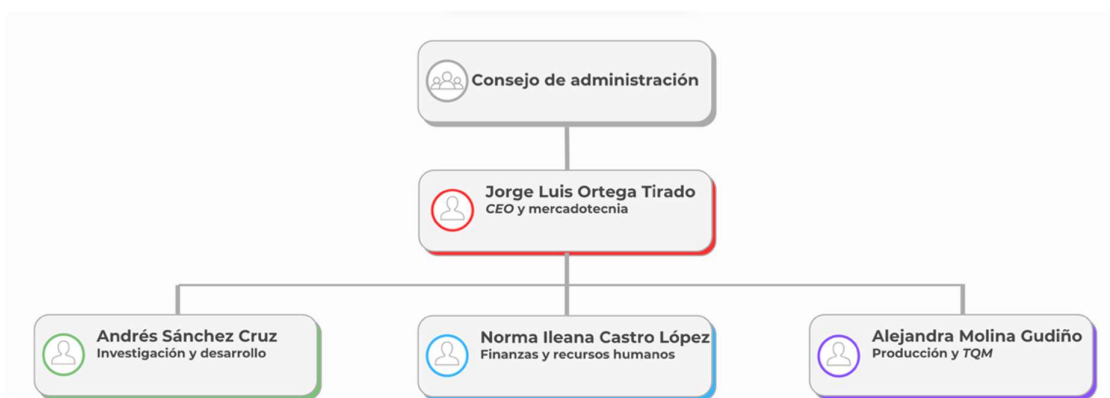 Consejo de administración
Jorge Luis Ortega Tirado
CEO y mercadotecnia
Andrés Sánchez Cruz
Investigación y desarrollo
Norma Ileana Castro López
Finanzas y recursos humanos
Alejandra Molina Gudiño
Producción y TQM